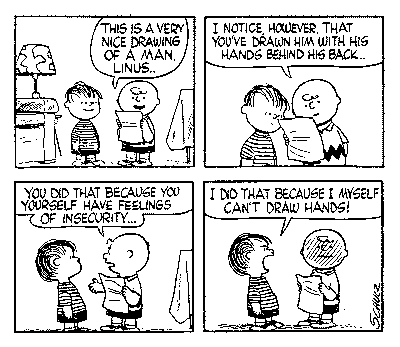 THIS IS A VERY
NICE DRAWING
OF A MAN,
LINUS..
I NOTICE, HOWEVER, THAT
YOU'VE DRAWN HIM WITH HIS
HANDS BEHIND HIS BACK...
YOU DID THAT BECAUSE YOU
YOURSELF HAVE FEELINGS
OF INSECURITY...
I DID THAT BECAUSE I MYSELF
CAN'T DRAW HANDS!
SCHULZ